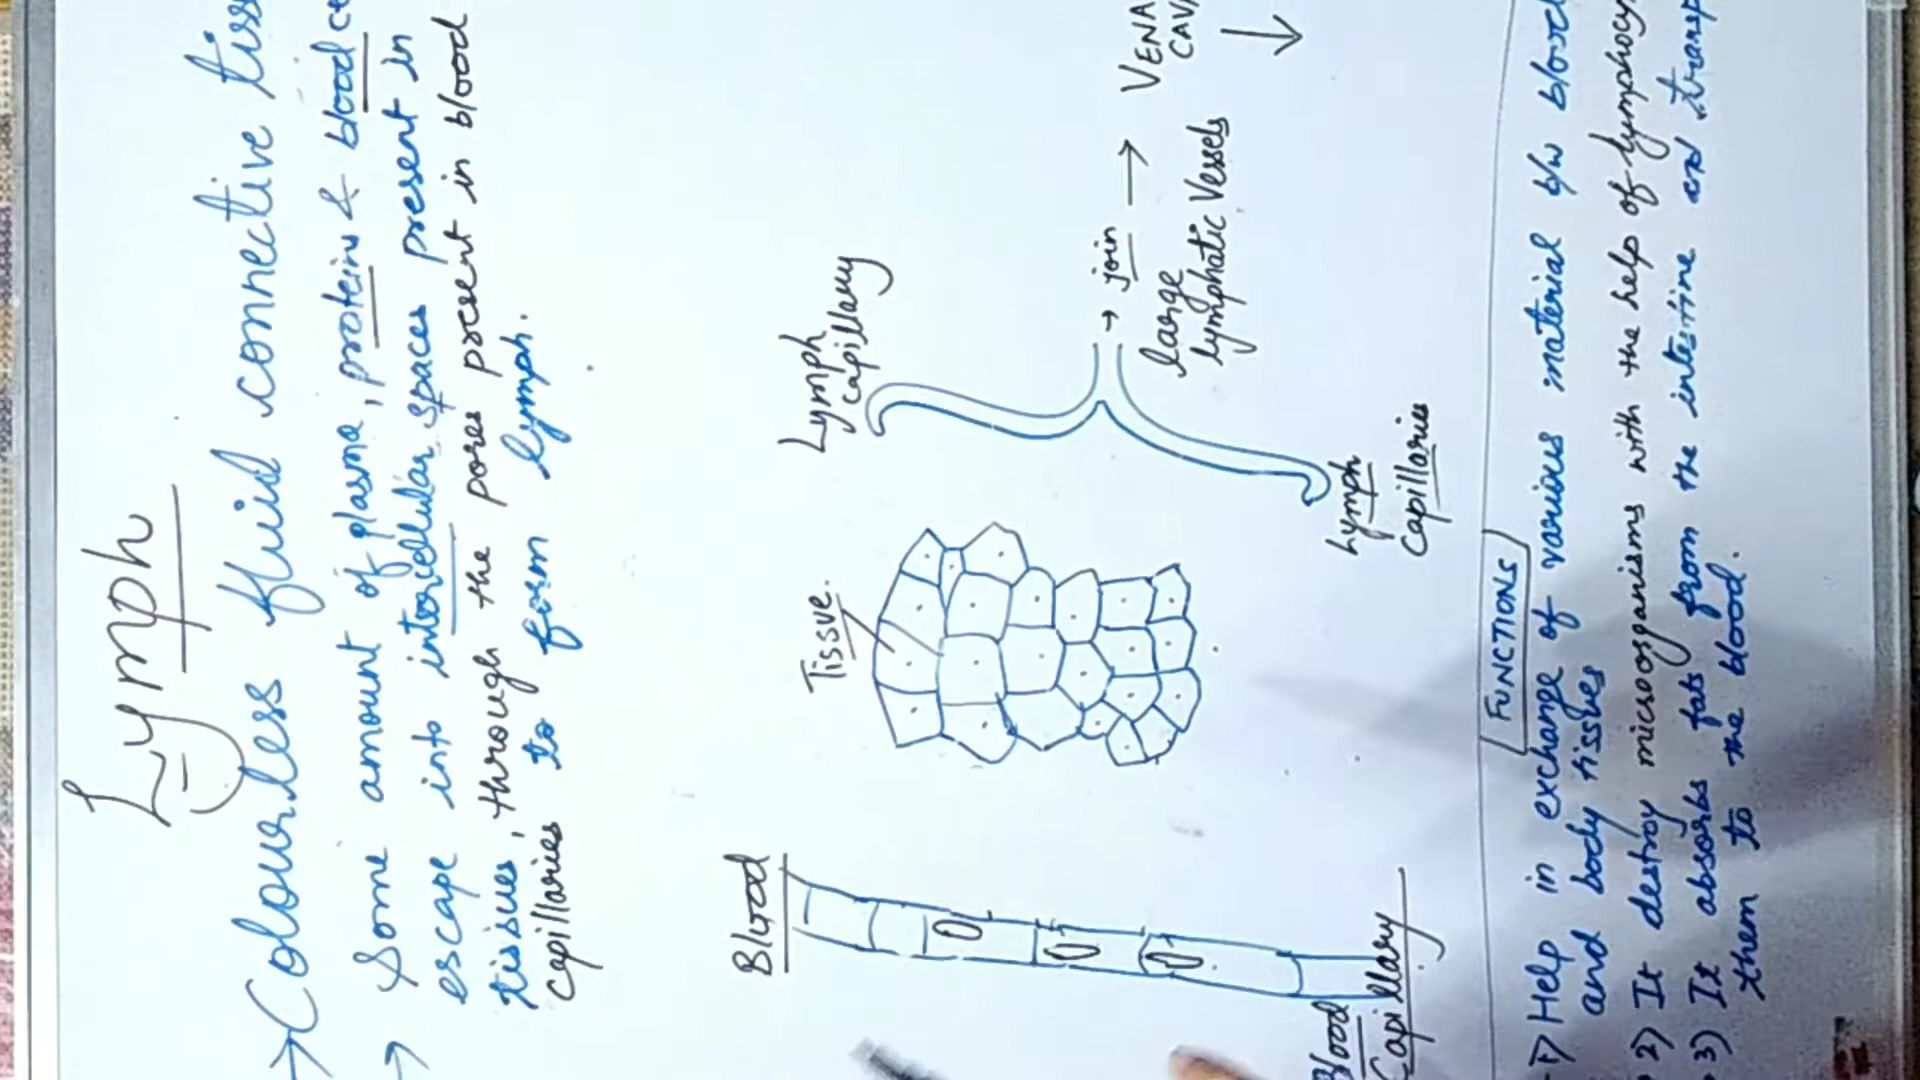 Lymph
→ Colourless fluid connective tiss
→ Some amount of plasma, proteins & blood ce
escape into intercellular spaces present in
tissues, through the pores present in blood
capillaries to form lymph.
Blood
Tissue
Lymph
capillary
→ join → VENA
CAVA
↓
large
lymphatic Vessels
Lymph
Capillaries
Blood
Capillary
FUNCTIONS
→ 1) Help in exchange of various material b/w blood
and body tissues
2) It destroy microorganisms with the help of lymphocy
3) It absorbs fats from the intestine and transp
them to the blood.